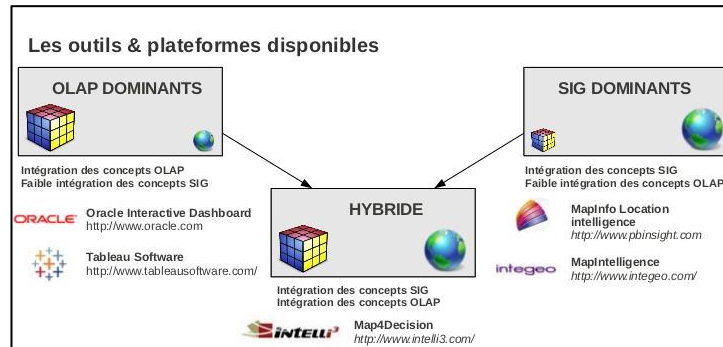 Les outils & plateformes disponibles
OLAP DOMINANTS
Intégration des concepts OLAP
Faible intégration des concepts SIG
ORACLE
Oracle Interactive Dashboard
http://www.oracle.com
Tableau Software
http://www.tableausoftware.com/
HYBRIDE
Intégration des concepts SIG
Intégration des concepts OLAP
INTELLI³
Map4Decision
http://www.intelli3.com/
SIG DOMINANTS
Intégration des concepts SIG
Faible intégration des concepts OLAP
MapInfo Location
intelligence
http://www.pbinsight.com
integeo
MapIntelligence
http://www.integeo.com/